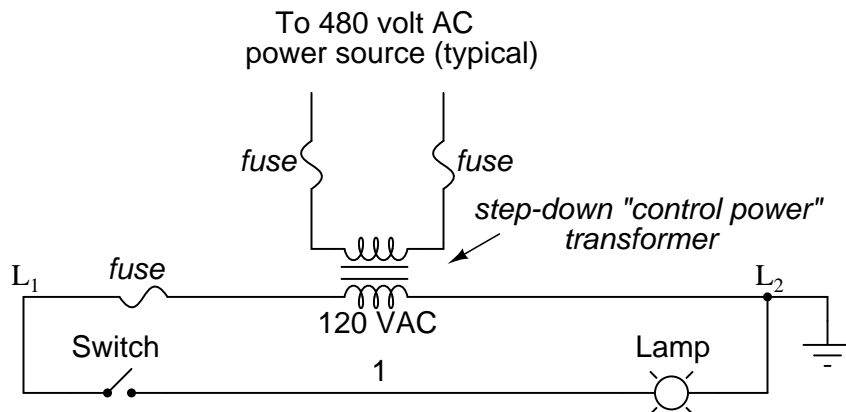 To 480 volt AC
power source (typical)
fuse
fuse
step-down "control power"
transformer
L1
fuse
L2
120 VAC
Switch
1
Lamp